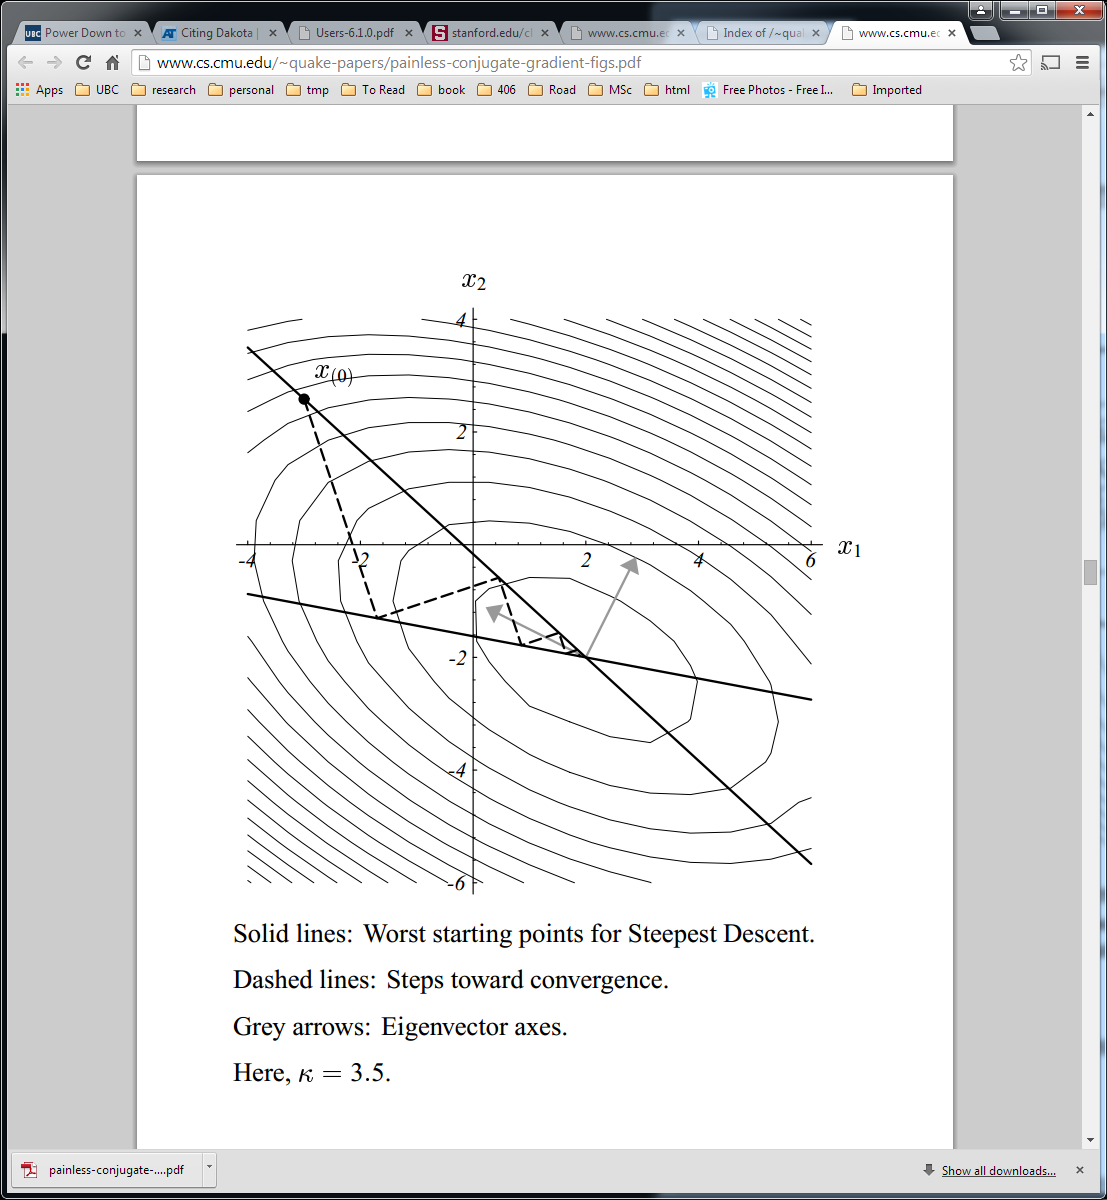 UBC Power Down to
AT Citing Dakota |
Users-6.1.0.pdf
S stanford.edu/cl
www.cs.cmu.ec
Index of /~qual
www.cs.cmu.ec
www.cs.cmu.edu/~quake-papers/painless-conjugate-gradient-figs.pdf
Apps UBC research personal tmp To Read book 406 Road MSc html Free Photos - Free I... Imported
x2
4
x(0)
2
-4 -2 2 4 6 x1
-2
-4
-6
Solid lines: Worst starting points for Steepest Descent.
Dashed lines: Steps toward convergence.
Grey arrows: Eigenvector axes.
Here, κ = 3.5.
painless-conjugate-....pdf
Show all downloads...